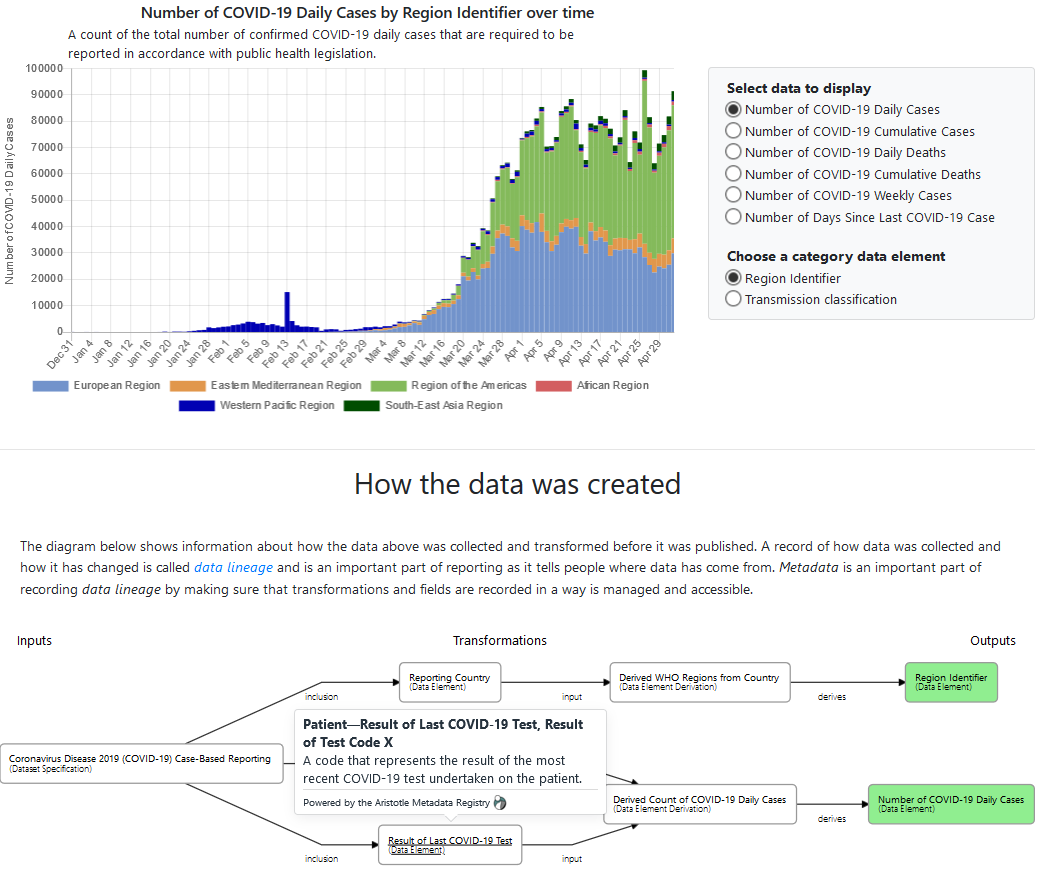 Number of COVID-19 Daily Cases by Region Identifier over time
A count of the total number of confirmed COVID-19 daily cases that are required to be
reported in accordance with public health legislation.
Number of COVID-19 Daily Cases
100000
90000
80000
70000
60000
50000
40000
30000
20000
10000
0
Dec 31
Jan 4
Jan 8
Jan 12
Jan 16
Jan 20
Jan 24
Jan 28
Feb 1
Feb 5
Feb 9
Feb 13
Feb 17
Feb 21
Feb 25
Feb 29
Mar 4
Mar 8
Mar 12
Mar 16
Mar 20
Mar 24
Mar 28
Apr 1
Apr 5
Apr 9
Apr 13
Apr 17
Apr 21
Apr 25
Apr 29
European Region
Eastern Mediterranean Region
Region of the Americas
African Region
Western Pacific Region
South-East Asia Region
Select data to display
Number of COVID-19 Daily Cases
Number of COVID-19 Cumulative Cases
Number of COVID-19 Daily Deaths
Number of COVID-19 Cumulative Deaths
Number of COVID-19 Weekly Cases
Number of Days Since Last COVID-19 Case
Choose a category data element
Region Identifier
Transmission classification
How the data was created
The diagram below shows information about how the data above was collected and transformed before it was published. A record of how data was collected and
how it has changed is called data lineage and is an important part of reporting as it tells people where data has come from. Metadata is an important part of
recording data lineage by making sure that transformations and fields are recorded in a way is managed and accessible.
Inputs
Transformations
Outputs
Reporting Country
(Data Element)
Derived WHO Regions from Country
(Data Element Derivation)
Region Identifier
(Data Element)
inclusion
input
derives
Patient—Result of Last COVID-19 Test, Result
of Test Code X
A code that represents the result of the most
recent COVID-19 test undertaken on the patient.
Powered by the Aristotle Metadata Registry
Coronavirus Disease 2019 (COVID-19) Case-Based Reporting
(Dataset Specification)
Derived Count of COVID-19 Daily Cases
(Data Element Derivation)
Number of COVID-19 Daily Cases
(Data Element)
derives
Result of Last COVID-19 Test
(Data Element)
inclusion
input